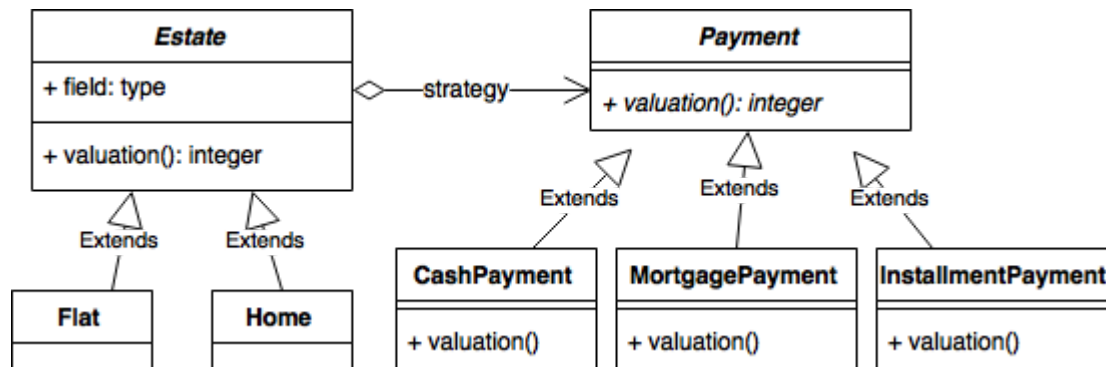 Estate
+ field: type
+ valuation(): integer
strategy
Payment
+ valuation(): integer
Extends
Extends
Extends
Extends
Extends
Flat
Home
CashPayment
+ valuation()
MortgagePayment
+ valuation()
InstallmentPayment
+ valuation()